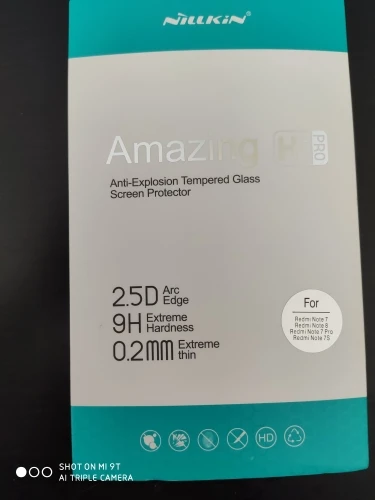 NILLKIN
Amazing H PRO
Anti-Explosion Tempered Glass
Screen Protector
2.5D Arc Edge
9H Extreme Hardness
0.2mm Extreme thin
For
Redmi Note 7
Redmi Note 8
Redmi Note 7 Pro
Redmi Note 7S
HD
SHOT ON MI 9T
AI TRIPLE CAMERA